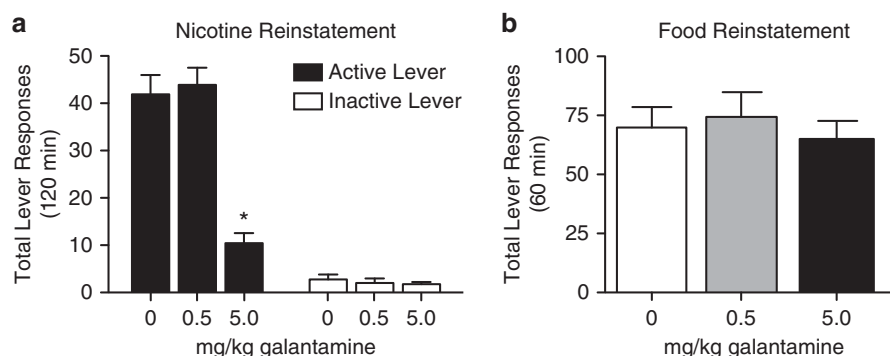 a
Nicotine Reinstatement
Total Lever Responses
(120 min)
50
40
30
20
10
0
Active Lever
Inactive Lever
*
0 0.5 5.0 0 0.5 5.0
mg/kg galantamine
b
Food Reinstatement
Total Lever Responses
(60 min)
100
75
50
25
0
0 0.5 5.0
mg/kg galantamine